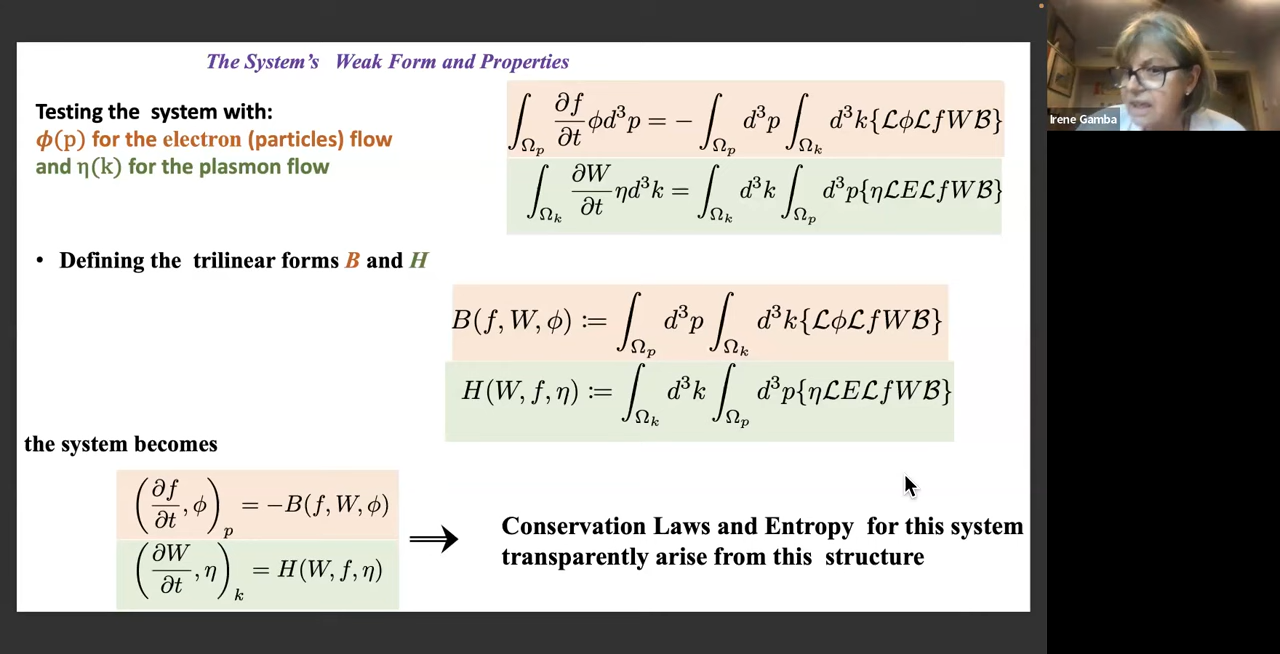 The System's Weak Form and Properties
Testing the system with:
ϕ(p) for the electron (particles) flow
and η(k) for the plasmon flow
∫_{Ω_p} ∂f/∂t ϕd³p = − ∫_{Ω_p} d³p ∫_{Ω_k} d³k{ℒϕℒfWℬ}
∫_{Ω_k} ∂W/∂t ηd³k = ∫_{Ω_k} d³k ∫_{Ω_p} d³p{ηℒEℒfWℬ}
• Defining the trilinear forms B and H
B(f, W, ϕ) := ∫_{Ω_p} d³p ∫_{Ω_k} d³k{ℒϕℒfWℬ}
H(W, f, η) := ∫_{Ω_k} d³k ∫_{Ω_p} d³p{ηℒEℒfWℬ}
the system becomes
(∂f/∂t, ϕ)_p = −B(f, W, ϕ)
(∂W/∂t, η)_k = H(W, f, η)
⟹
Conservation Laws and Entropy for this system
transparently arise from this structure
Irene Gamba